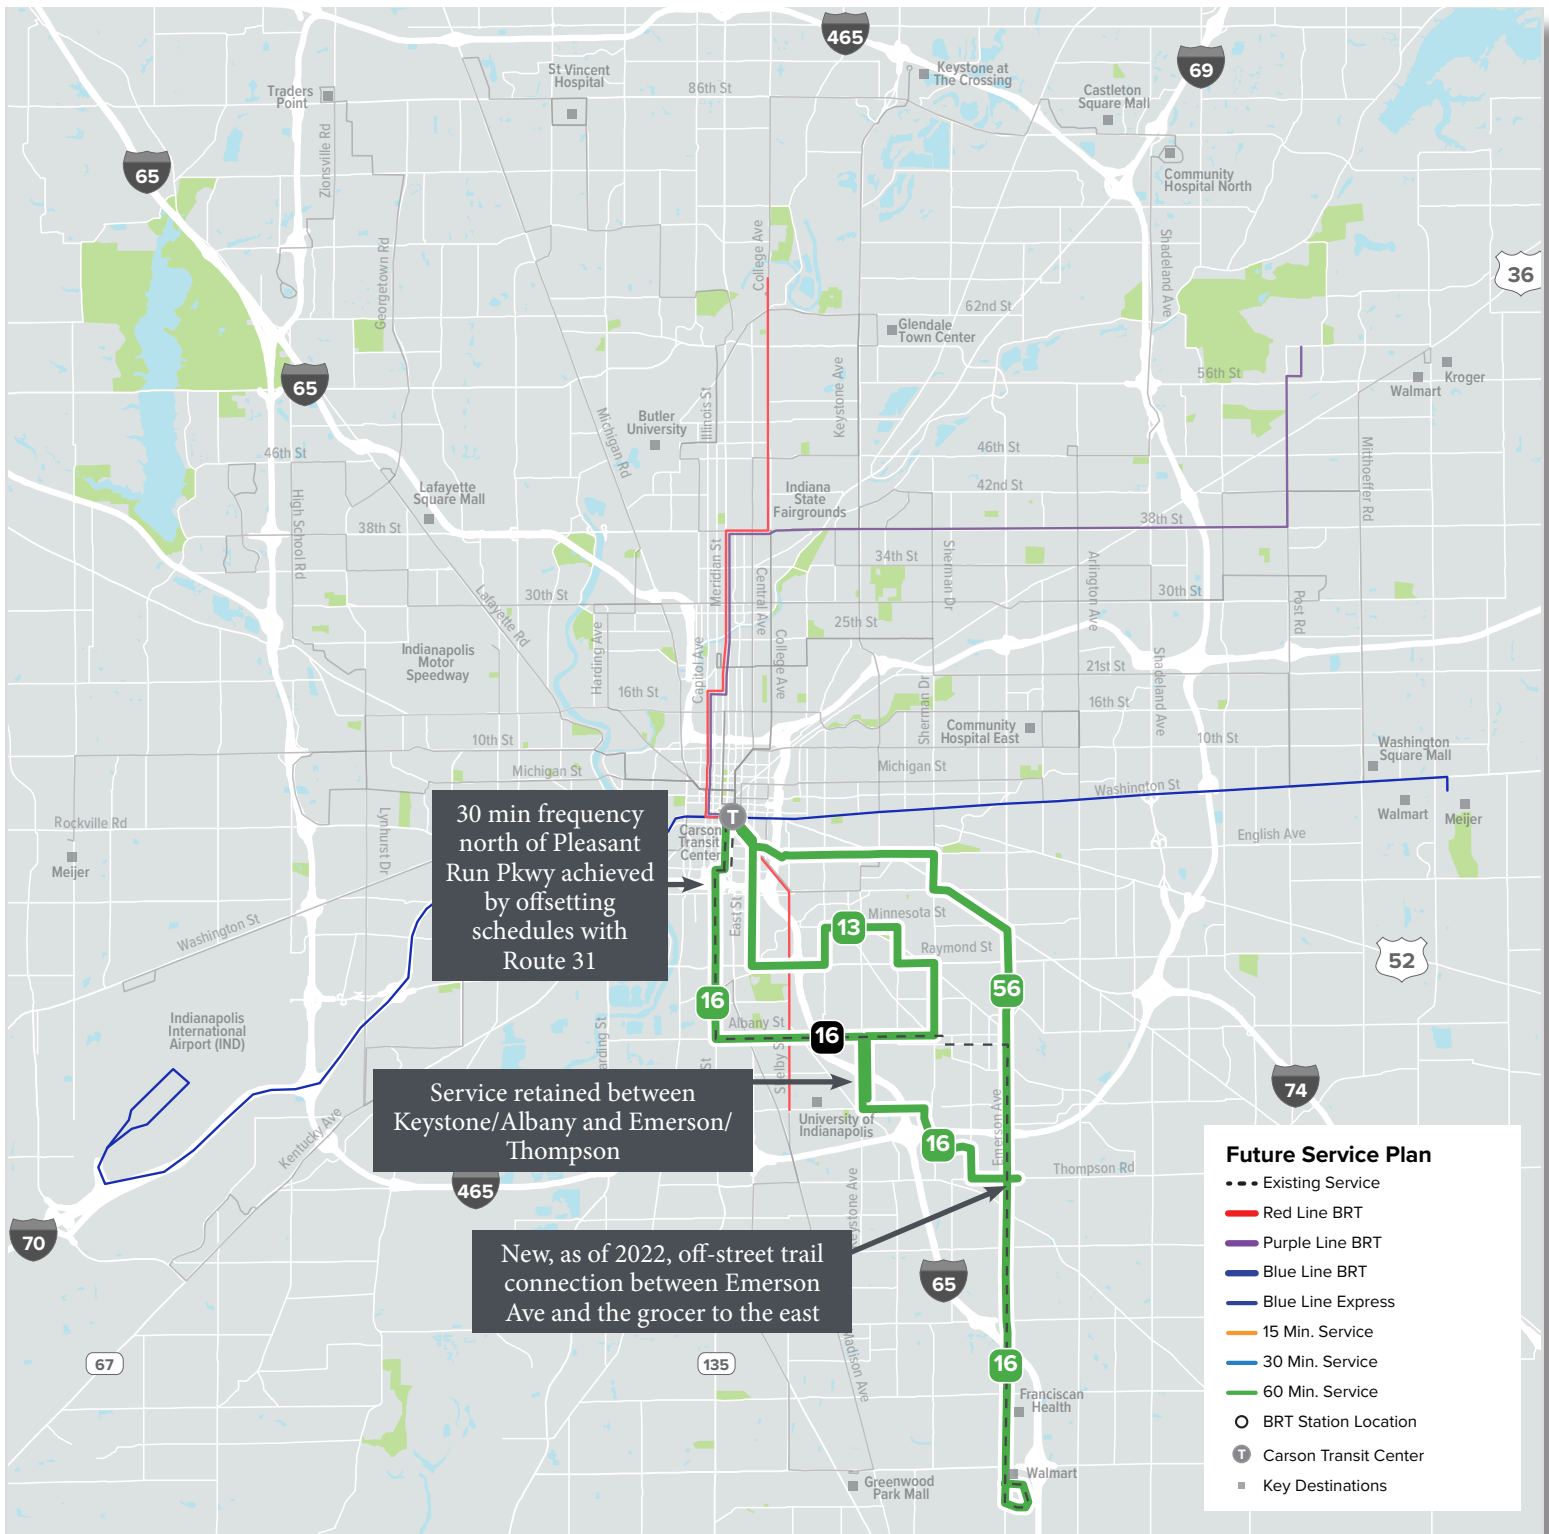 465
69
St Vincent
Hospital
Keystone at
The Crossing
86th St
Traders
Point
Castleton
Square Mall
65
Zionsville Rd
Community
Hospital North
College Ave
Georgetown Rd
Shadeland Ave
36
62nd St
Glendale
Town Center
65
56th St
Kroger
Walmart
Keystone Ave
Illinois St
Butler
University
Michigan Rd
46th St
46th St
Mitthoeffer Rd
Lafayette
Square Mall
Indiana
State
Fairgrounds
42nd St
High School Rd
38th St
38th St
Meridian St
34th St
Sherman Dr
Arlington Ave
30th St
30th St
Central Ave
Post Rd
Lafayette Rd
25th St
Harding Ave
College Ave
Capitol Ave
Indianapolis
Motor
Speedway
21st St
Shadeland Ave
16th St
16th St
Sherman Dr
Community
Hospital East
10th St
10th St
Washington
Square Mall
Michigan St
Michigan St
Washington St
T
Walmart
Meijer
30 min frequency
north of Pleasant
Run Pkwy achieved
by offsetting
schedules with
Route 31
Rockville Rd
Lynhurst Dr
Carson
Transit
Center
English Ave
Meijer
East St
Minnesota St
13
Washington St
Raymond St
52
56
16
Indianapolis
International
Airport (IND)
Albany St
16
arding St
St
Shelby St
74
Service retained between
Keystone/Albany and Emerson/
Thompson
University of
Indianapolis
Emerson Ave
Kentucky Ave
16
Thompson Rd
465
Keystone Ave
70
New, as of 2022, off-street trail
connection between Emerson
Ave and the grocer to the east
65
67
135
Madison Ave
16
Franciscan
Health
Walmart
Greenwood
Park Mall
Future Service Plan
Existing Service
Red Line BRT
Purple Line BRT
Blue Line BRT
Blue Line Express
15 Min. Service
30 Min. Service
60 Min. Service
BRT Station Location
T Carson Transit Center
Key Destinations